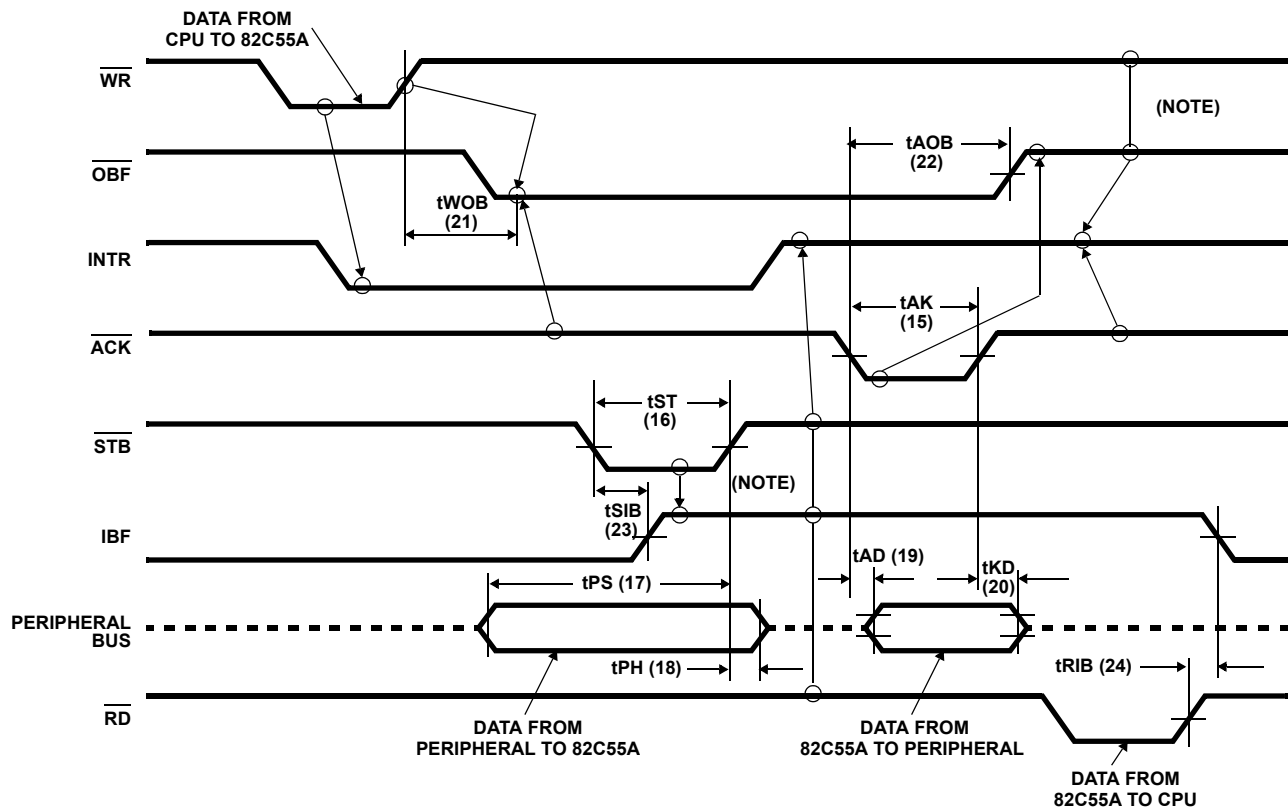 DATA FROM
CPU TO 82C55A
WR
(NOTE)
tAOB
(22)
OBF
tWOB
(21)
INTR
tAK
(15)
ACK
tST
(16)
STB
(NOTE)
tSIB
(23)
IBF
tAD (19)
tKD
(20)
tPS (17)
PERIPHERAL
BUS
tPH (18)
tRIB (24)
RD
DATA FROM
PERIPHERAL TO 82C55A
DATA FROM
82C55A TO PERIPHERAL
DATA FROM
82C55A TO CPU